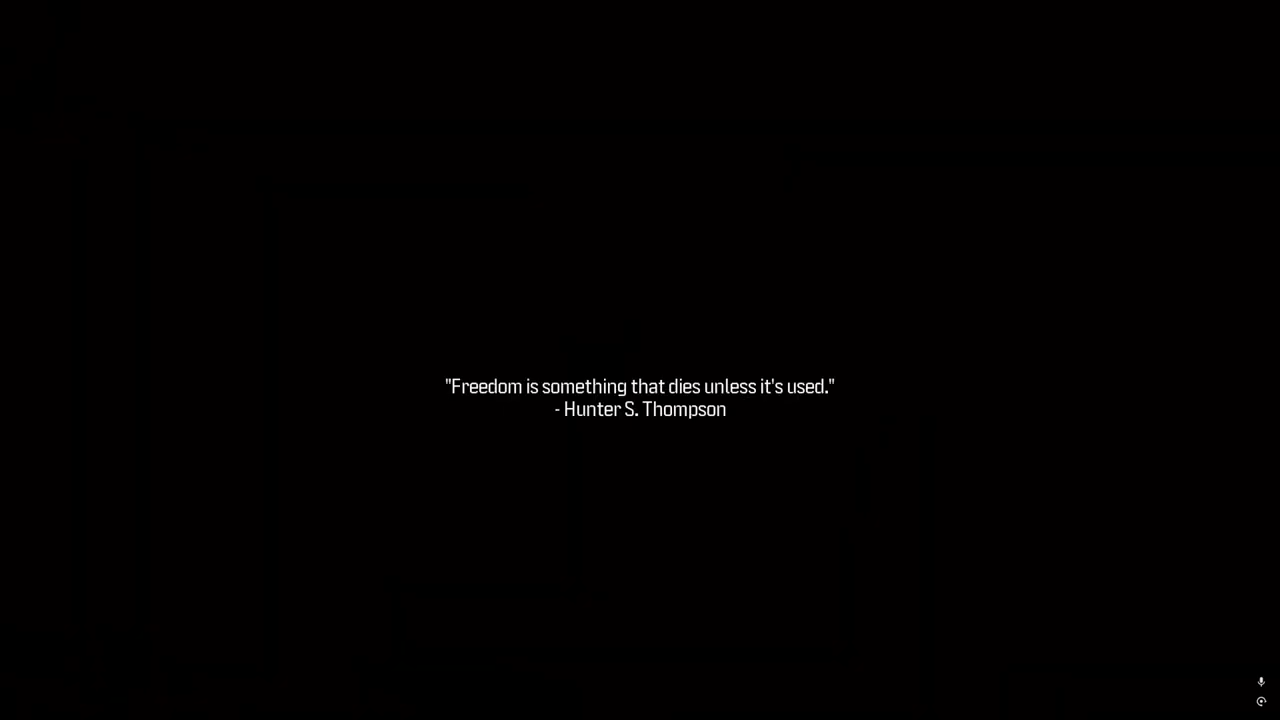 "Freedom is something that dies unless it's used."
- Hunter S. Thompson